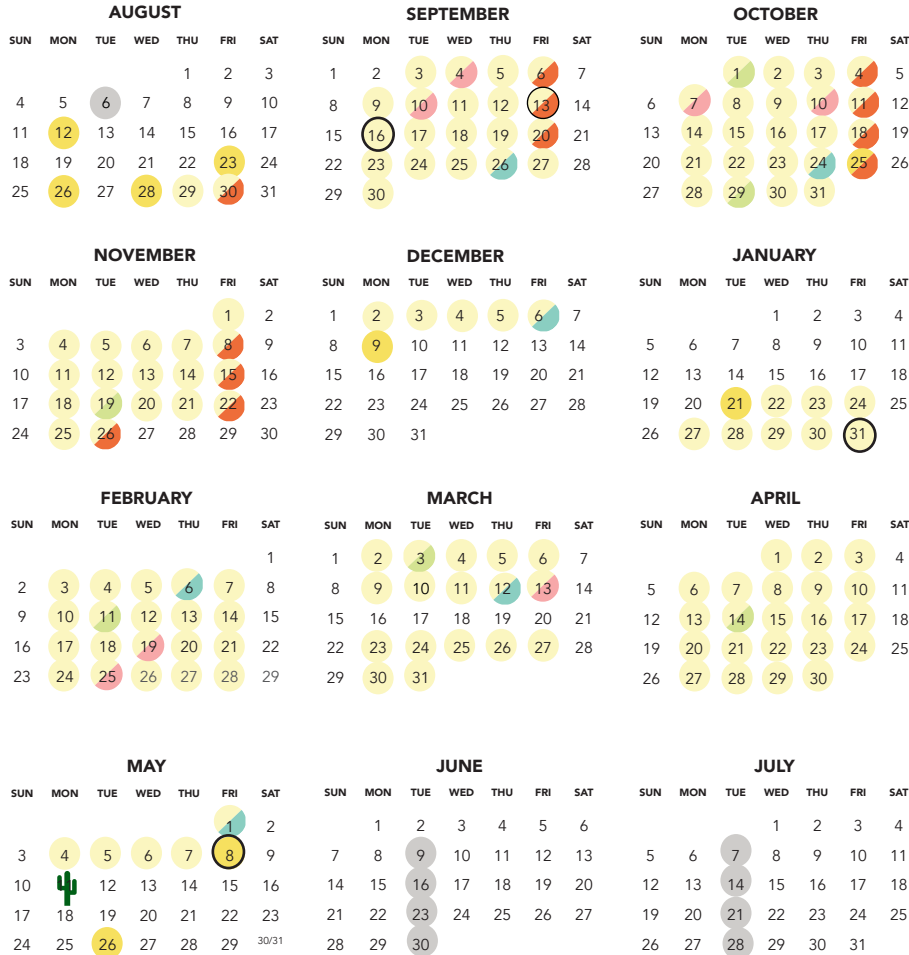 AUGUST
SUN MON TUE WED THU FRI SAT
1 2 3
4 5 6 7 8 9 10
11 12 13 14 15 16 17
18 19 20 21 22 23 24
25 26 27 28 29 30 31
SEPTEMBER
SUN MON TUE WED THU FRI SAT
1 2 3 4 5 6 7
8 9 10 11 12 13 14
15 16 17 18 19 20 21
22 23 24 25 26 27 28
29 30
OCTOBER
SUN MON TUE WED THU FRI SAT
1 2 3 4 5
6 7 8 9 10 11 12
13 14 15 16 17 18 19
20 21 22 23 24 25 26
27 28 29 30 31
NOVEMBER
SUN MON TUE WED THU FRI SAT
1 2
3 4 5 6 7 8 9
10 11 12 13 14 15 16
17 18 19 20 21 22 23
24 25 26 27 28 29 30
DECEMBER
SUN MON TUE WED THU FRI SAT
1 2 3 4 5 6 7
8 9 10 11 12 13 14
15 16 17 18 19 20 21
22 23 24 25 26 27 28
29 30 31
JANUARY
SUN MON TUE WED THU FRI SAT
1 2 3 4
5 6 7 8 9 10 11
12 13 14 15 16 17 18
19 20 21 22 23 24 25
26 27 28 29 30 31
FEBRUARY
SUN MON TUE WED THU FRI SAT
1
2 3 4 5 6 7 8
9 10 11 12 13 14 15
16 17 18 19 20 21 22
23 24 25 26 27 28 29
MARCH
SUN MON TUE WED THU FRI SAT
1 2 3 4 5 6 7
8 9 10 11 12 13 14
15 16 17 18 19 20 21
22 23 24 25 26 27 28
29 30 31
APRIL
SUN MON TUE WED THU FRI SAT
1 2 3 4
5 6 7 8 9 10 11
12 13 14 15 16 17 18
19 20 21 22 23 24 25
26 27 28 29 30
MAY
SUN MON TUE WED THU FRI SAT
1 2
3 4 5 6 7 8 9
10 12 13 14 15 16
17 18 19 20 21 22 23
24 25 26 27 28 29 30/31
JUNE
SUN MON TUE WED THU FRI SAT
1 2 3 4 5 6
7 8 9 10 11 12 13
14 15 16 17 18 19 20
21 22 23 24 25 26 27
28 29 30
JULY
SUN MON TUE WED THU FRI SAT
1 2 3 4
5 6 7 8 9 10 11
12 13 14 15 16 17 18
19 20 21 22 23 24 25
26 27 28 29 30 31